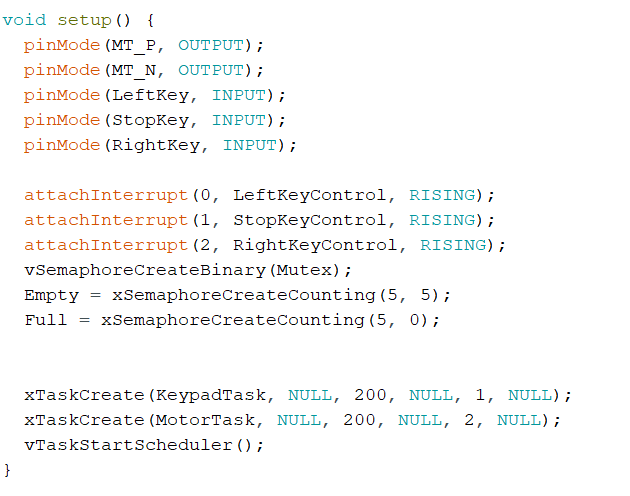 void setup() {
  pinMode(MT_P, OUTPUT);
  pinMode(MT_N, OUTPUT);
  pinMode(LeftKey, INPUT);
  pinMode(StopKey, INPUT);
  pinMode(RightKey, INPUT);
  attachInterrupt(0, LeftKeyControl, RISING);
  attachInterrupt(1, StopKeyControl, RISING);
  attachInterrupt(2, RightKeyControl, RISING);
  vSemaphoreCreateBinary(Mutex);
  Empty = xSemaphoreCreateCounting(5, 5);
  Full = xSemaphoreCreateCounting(5, 0);
  xTaskCreate(KeypadTask, NULL, 200, NULL, 1, NULL);
  xTaskCreate(MotorTask, NULL, 200, NULL, 2, NULL);
  vTaskStartScheduler();
}